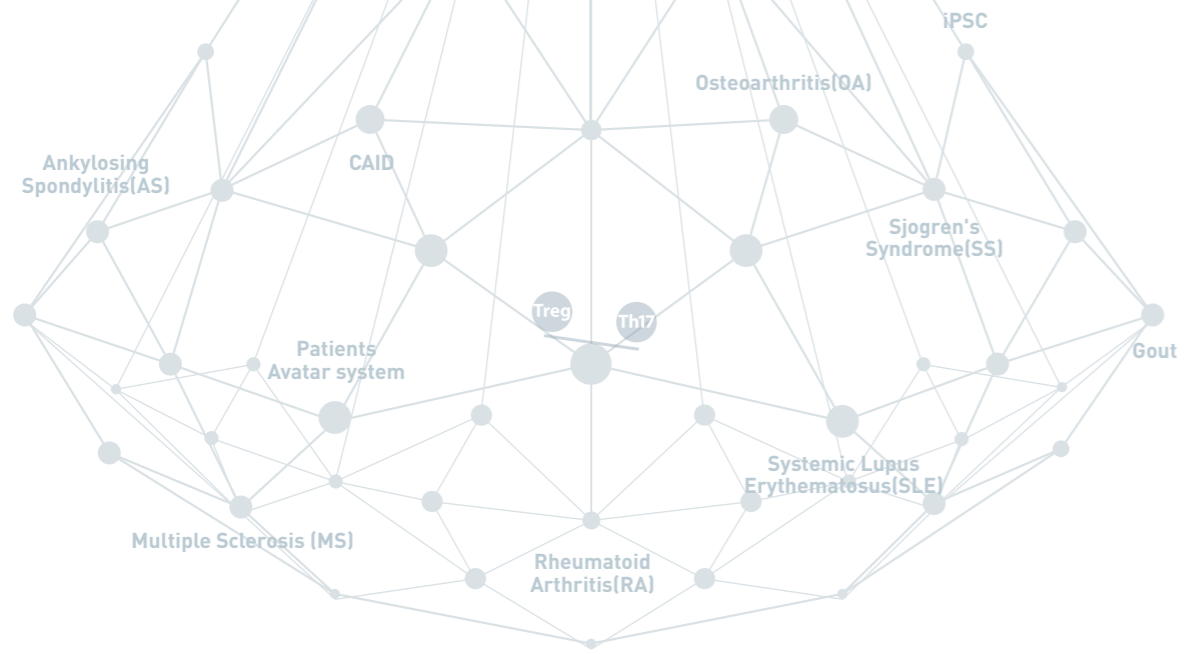 iPSC
Osteoarthritis(OA)
Ankylosing
Spondylitis(AS)
CAID
Sjogren's
Syndrome(SS)
Treg
Th17
Patients
Avatar system
Gout
Systemic Lupus
Erythematosus(SLE)
Multiple Sclerosis (MS)
Rheumatoid
Arthritis(RA)